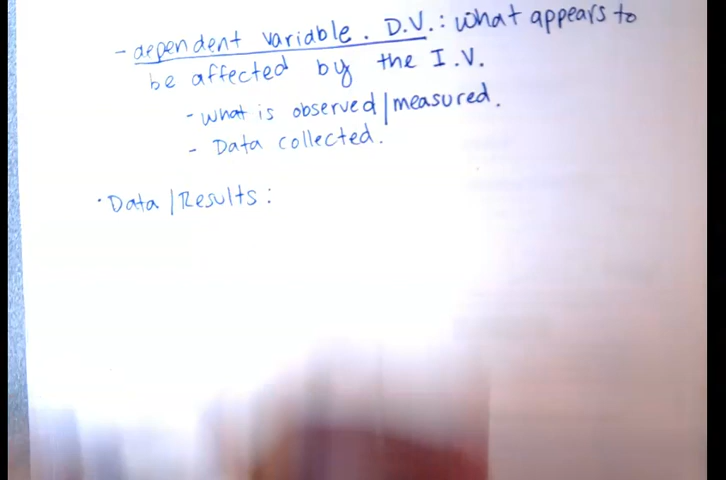 - dependent variable. D.V.: what appears to
be affected by the I.V.
- what is observed/measured.
- Data collected.
• Data/Results: